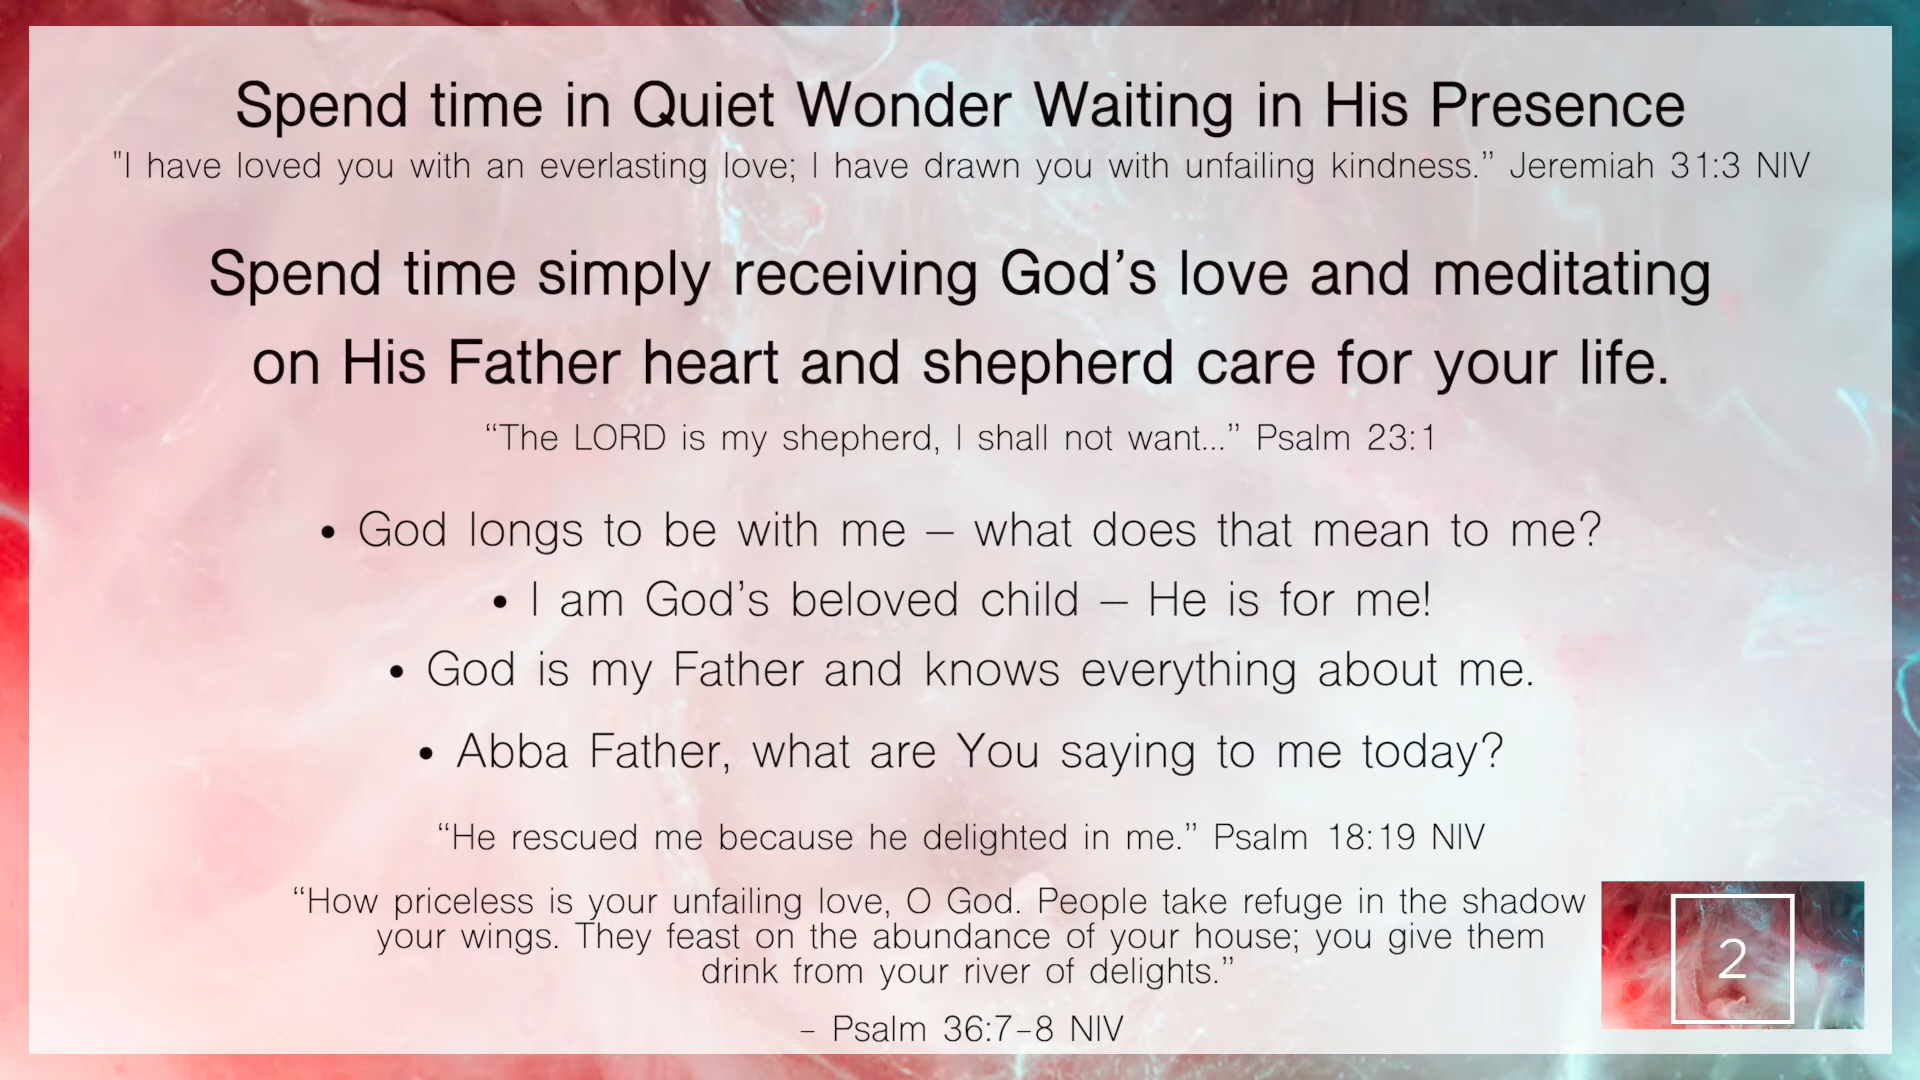 Spend time in Quiet Wonder Waiting in His Presence
"I have loved you with an everlasting love; I have drawn you with unfailing kindness.” Jeremiah 31:3 NIV
Spend time simply receiving God’s love and meditating
on His Father heart and shepherd care for your life.
“The LORD is my shepherd, I shall not want...” Psalm 23:1
• God longs to be with me – what does that mean to me?
• I am God’s beloved child – He is for me!
• God is my Father and knows everything about me.
• Abba Father, what are You saying to me today?
“He rescued me because he delighted in me.” Psalm 18:19 NIV
“How priceless is your unfailing love, O God. People take refuge in the shadow
your wings. They feast on the abundance of your house; you give them
drink from your river of delights.”
- Psalm 36:7-8 NIV
2